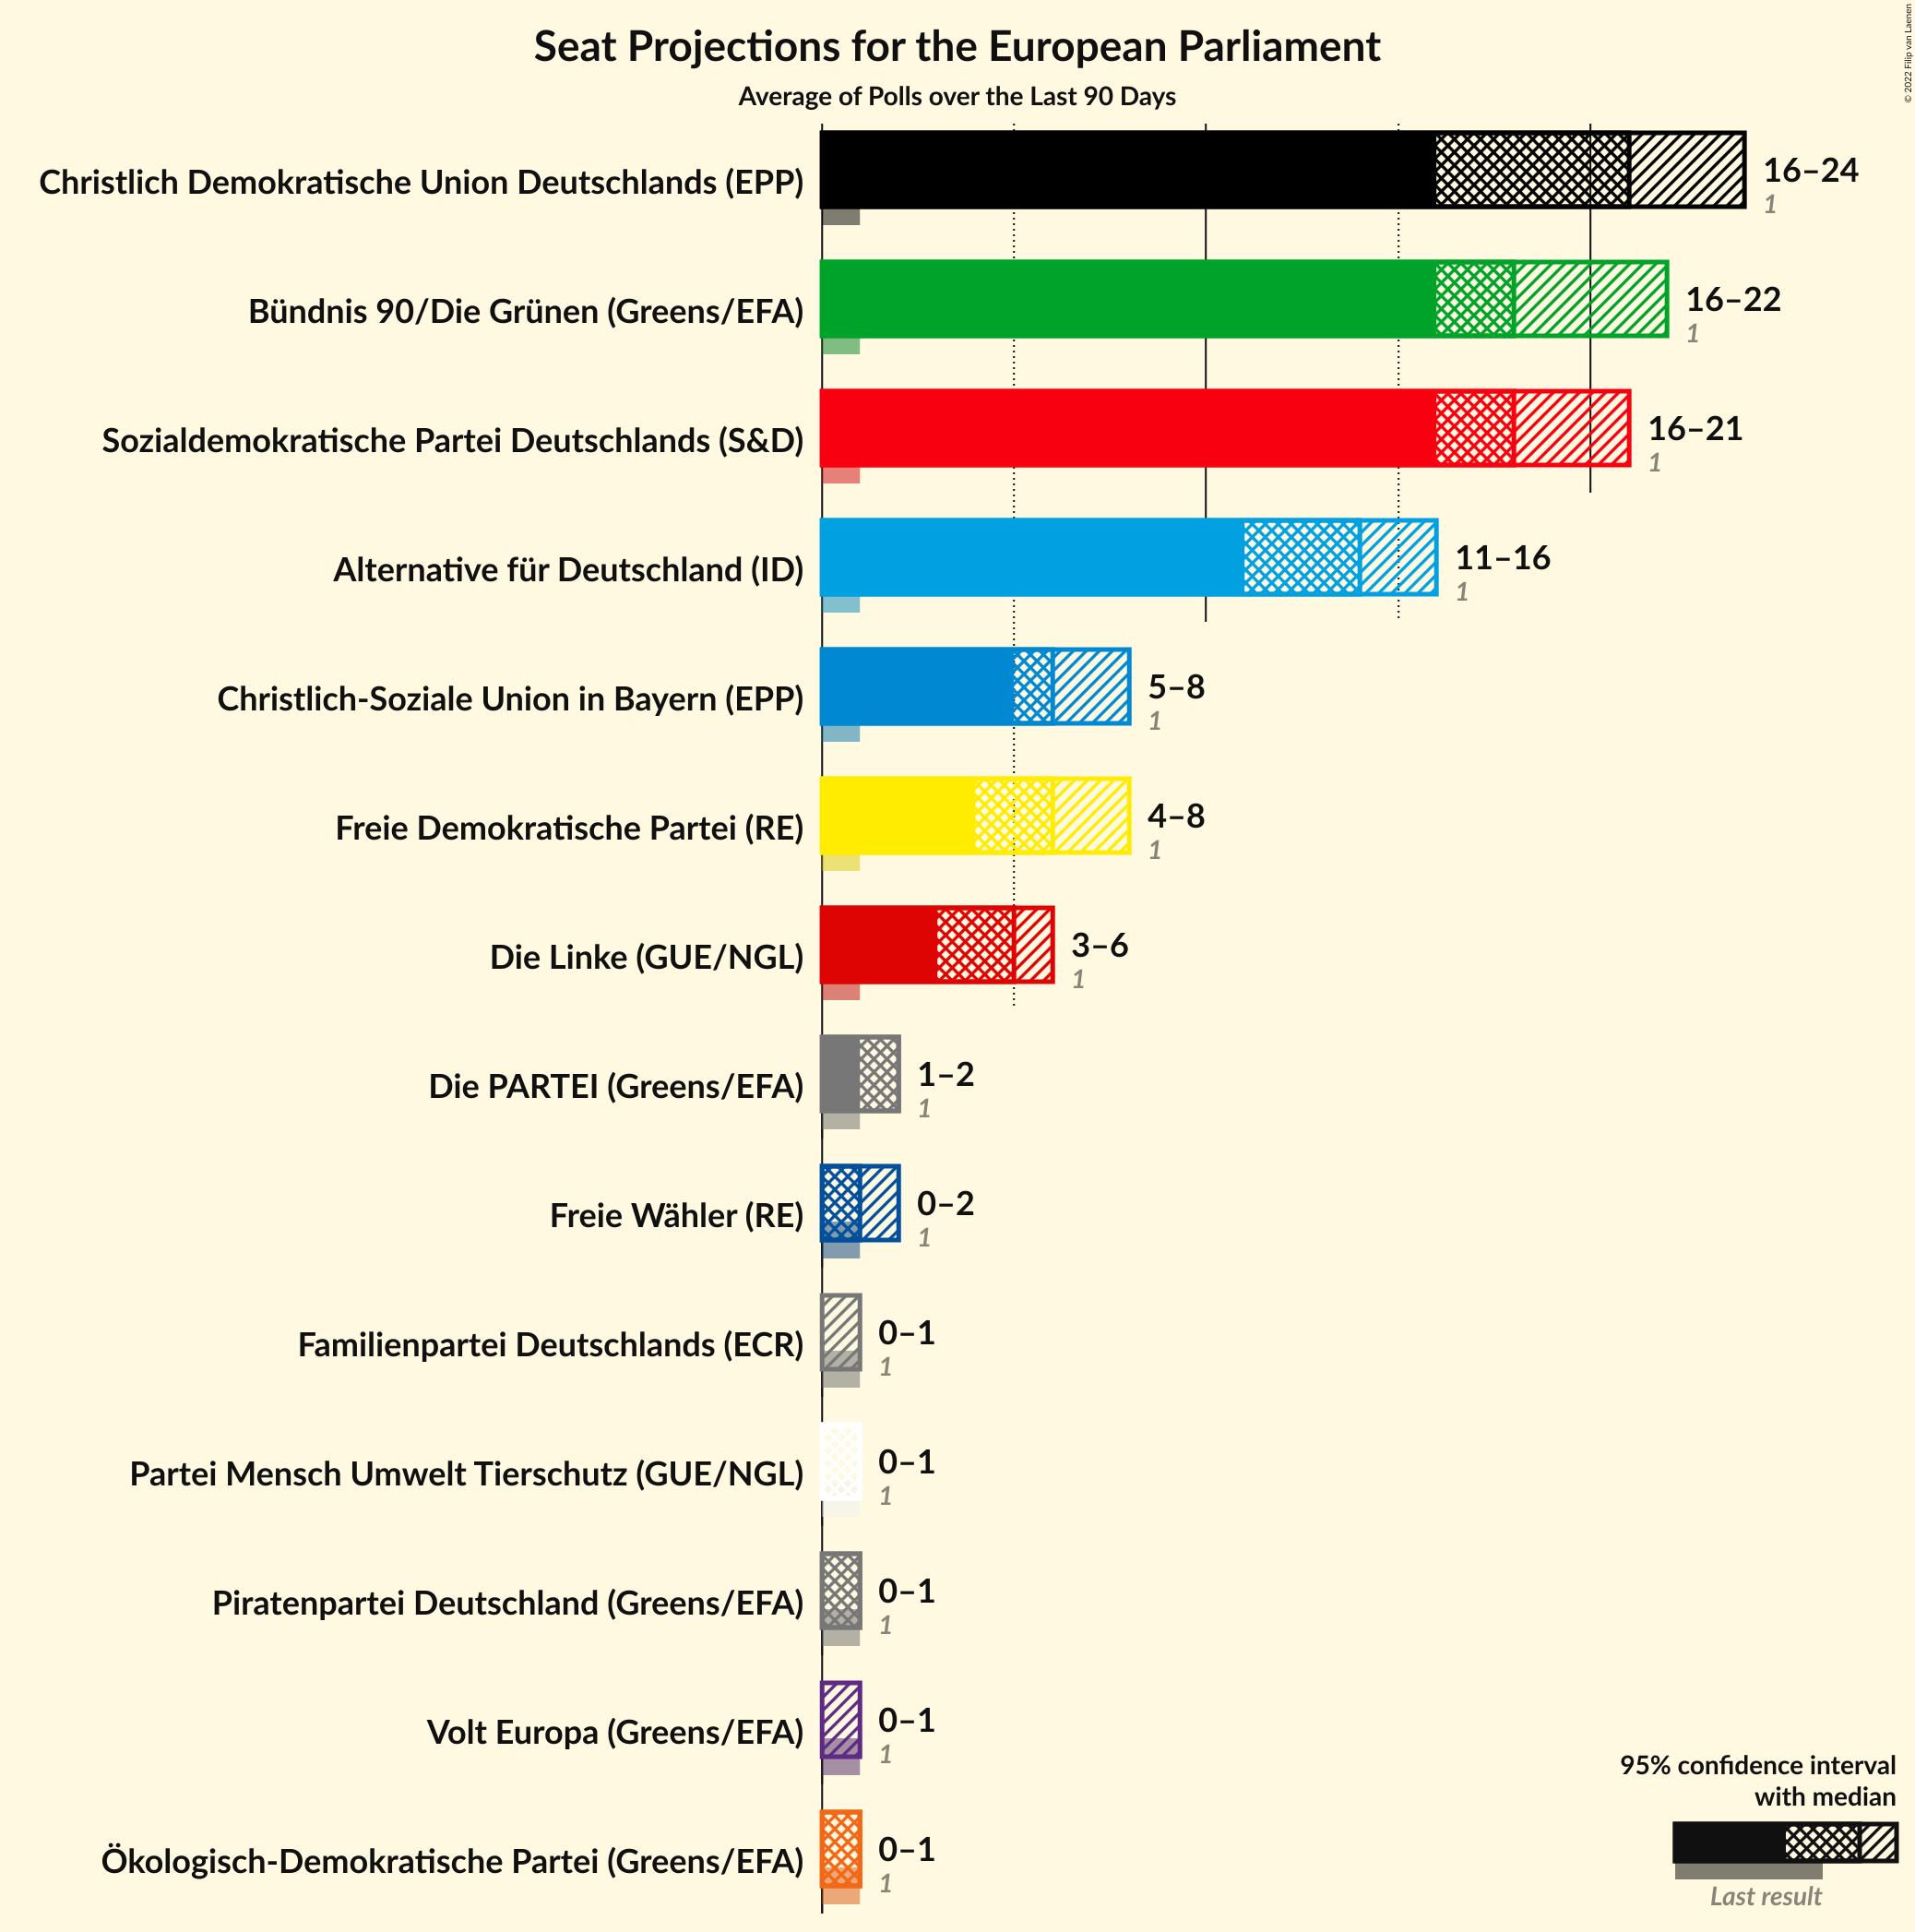 Seat Projections for the European Parliament
Average of Polls over the Last 90 Days
© 2022 Filip van Laenen
Christlich Demokratische Union Deutschlands (EPP)
16–24
1
Bündnis 90/Die Grünen (Greens/EFA)
16–22
1
Sozialdemokratische Partei Deutschlands (S&D)
16–21
1
Alternative für Deutschland (ID)
11–16
1
Christlich-Soziale Union in Bayern (EPP)
5–8
1
Freie Demokratische Partei (RE)
4–8
1
Die Linke (GUE/NGL)
3–6
1
Die PARTEI (Greens/EFA)
1–2
1
Freie Wähler (RE)
0–2
1
Familienpartei Deutschlands (ECR)
0–1
1
Partei Mensch Umwelt Tierschutz (GUE/NGL)
0–1
1
Piratenpartei Deutschland (Greens/EFA)
0–1
1
Volt Europa (Greens/EFA)
0–1
1
Ökologisch-Demokratische Partei (Greens/EFA)
0–1
1
95% confidence interval
with median
Last result